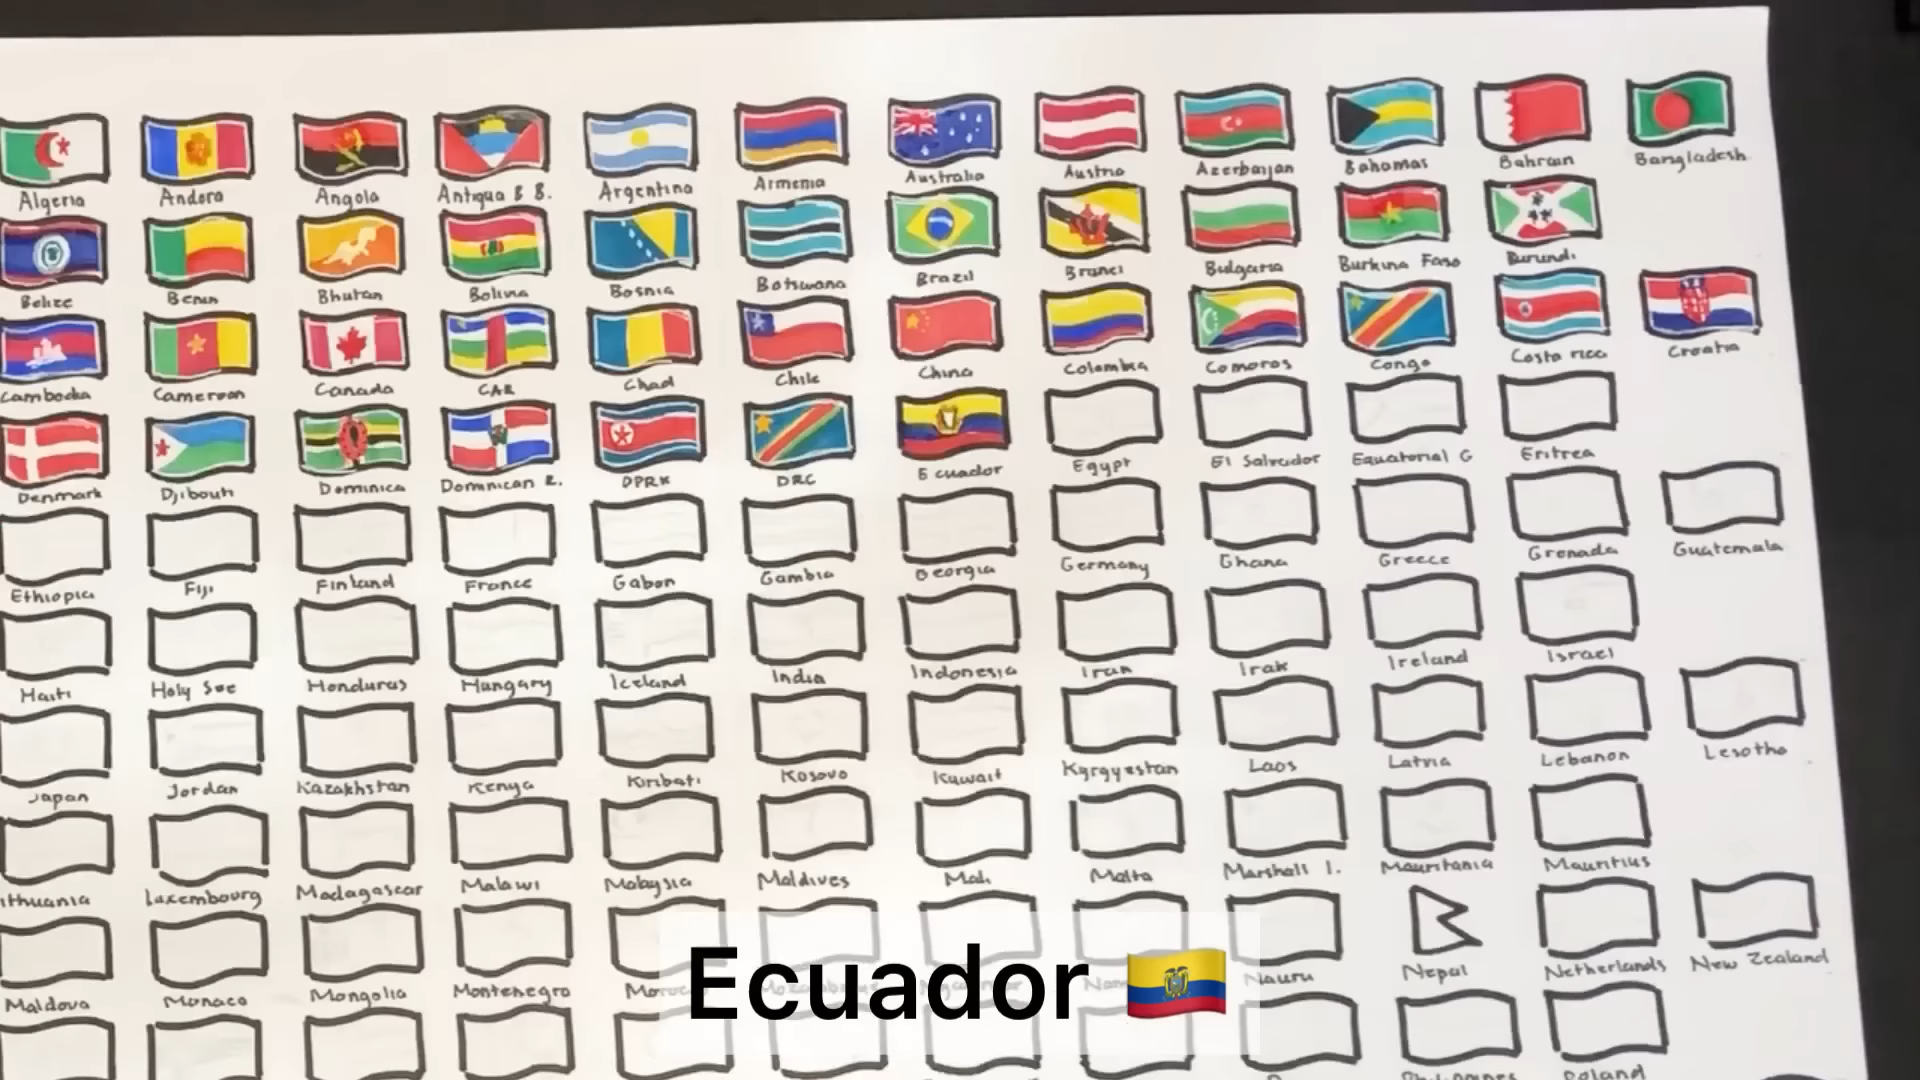 Algeria Andora Angola Antigua & B. Argentina Armenia Australia Austria Azerbaijan Bahamas Bahrain Bangladesh
Belize Benin Bhutan Bolivia Bosnia Botswana Brazil Brunei Bulgaria Burkina Faso Burundi
Cambodia Cameroon Canada CAR Chad Chile China Colombia Comoros Congo Costa rica Croatia
Denmark Djibouti Dominica Dominican R. DPRK DRC Ecuador Egypt El Salvador Equatorial G Eritrea
Ethiopia Fiji Finland France Gabon Gambia Georgia Germany Ghana Greece Grenada Guatemala
Haiti Holy See Honduras Hungary Iceland India Indonesia Iran Irak Ireland Israel
Japan Jordan Kazakhstan Kenya Kiribati Kosovo Kuwait Kyrgyzstan Laos Latvia Lebanon Lesotho
ithuania Luxembourg Madagascar Malawi Malaysia Maldives Mali Malta Marshall I. Mauritania Mauritius
Moldova Monaco Mongolia Montenegro Nauru Nepal Netherlands New Zealand
Philippines Poland
Ecuador 🇪🇨